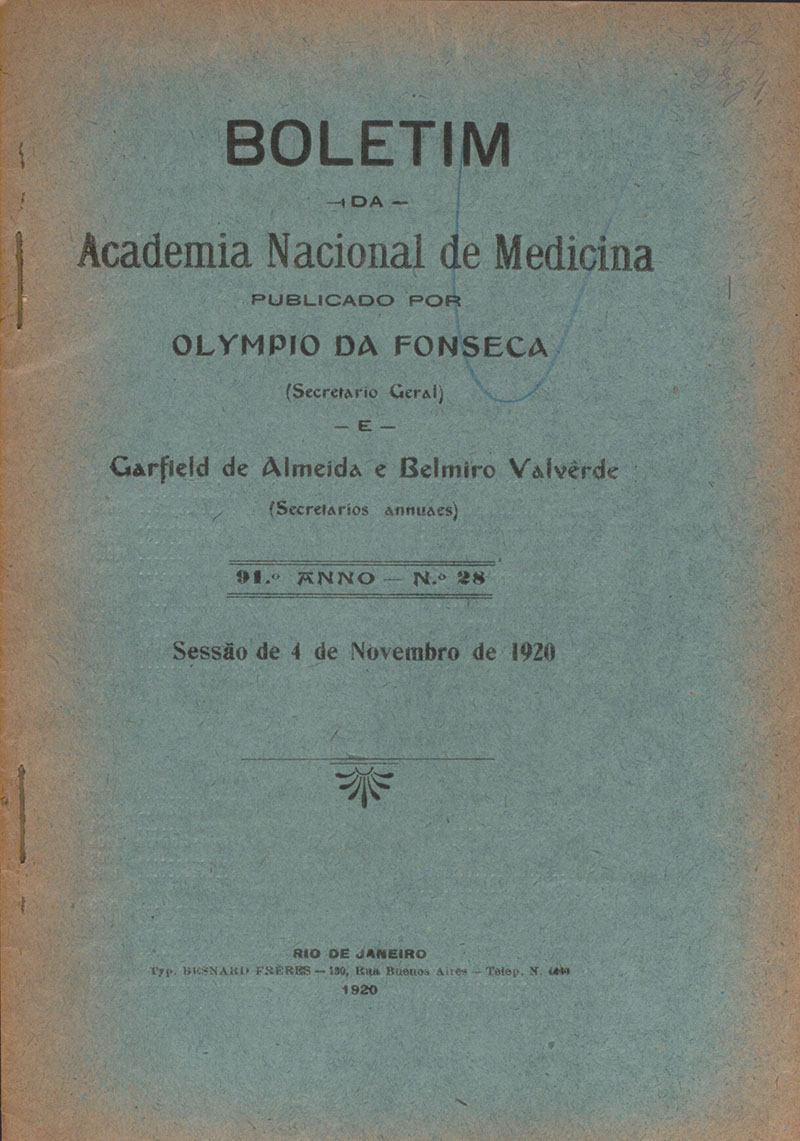 BOLETIM
— DA —
Academia Nacional de Medicina
PUBLICADO POR
OLYMPIO DA FONSECA
(Secretario Geral)
— E —
Garfield de Almeida e Belmiro Valvêrde
(Secretarios annuaes)
91.º ANNO — N.º 28
Sessão de 4 de Novembro de 1920
RIO DE JANEIRO
Typ. BESNARD FRÈRES — 130, Rua Buenos Aires — Telep. N.
1920